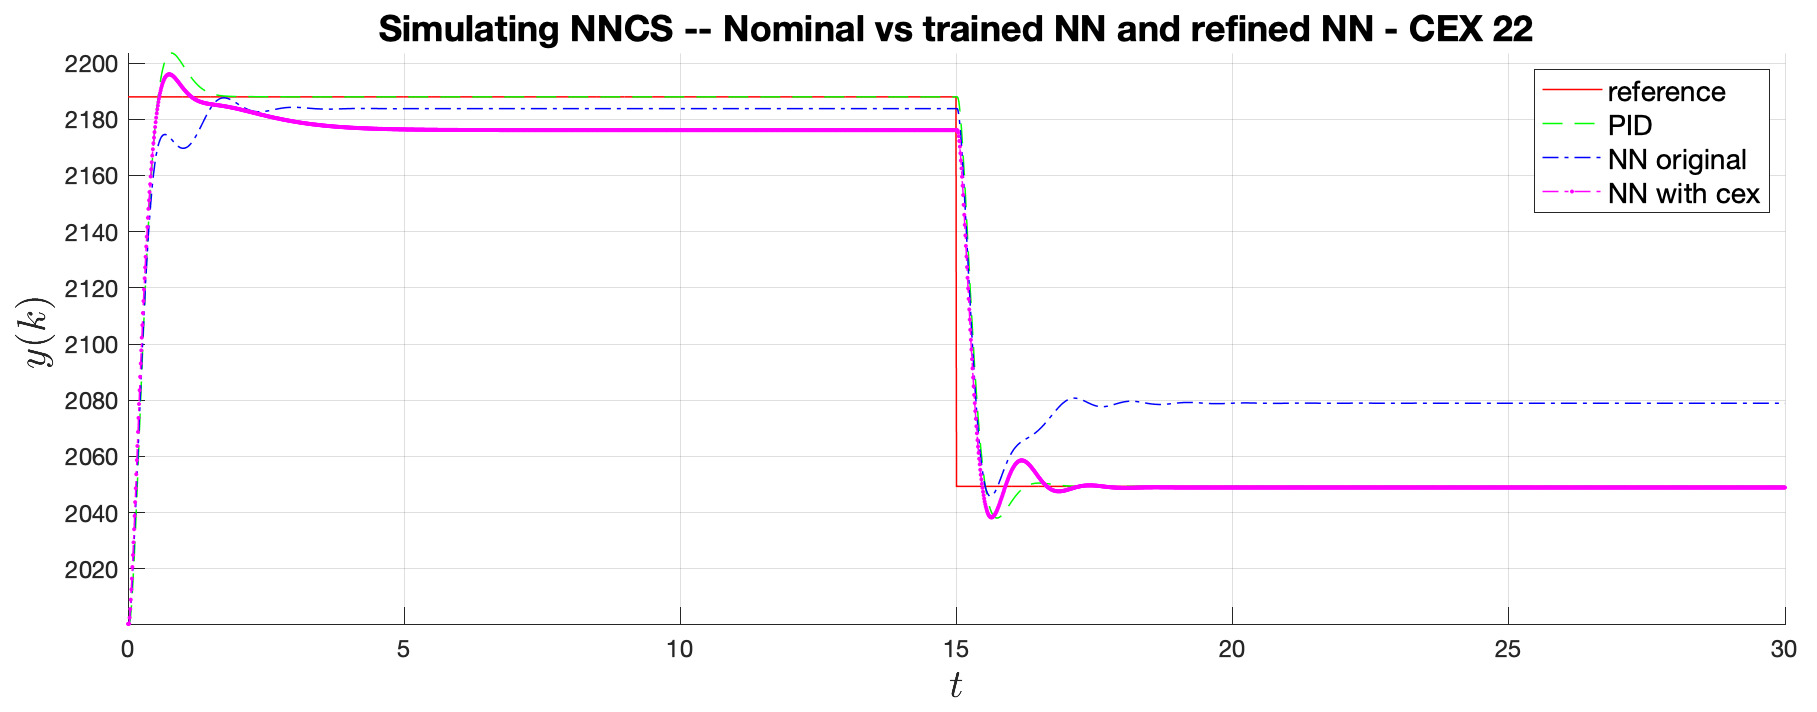 Simulating NNCS -- Nominal vs trained NN and refined NN - CEX 22
2200
2180
2160
2140
2120
2100
2080
2060
2040
2020
y(k)
reference
PID
NN original
NN with cex
0
5
10
15
20
25
30
t